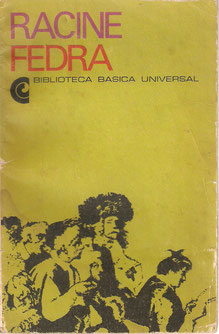 RACINE
FEDRA
BIBLIOTECA BASICA UNIVERSAL